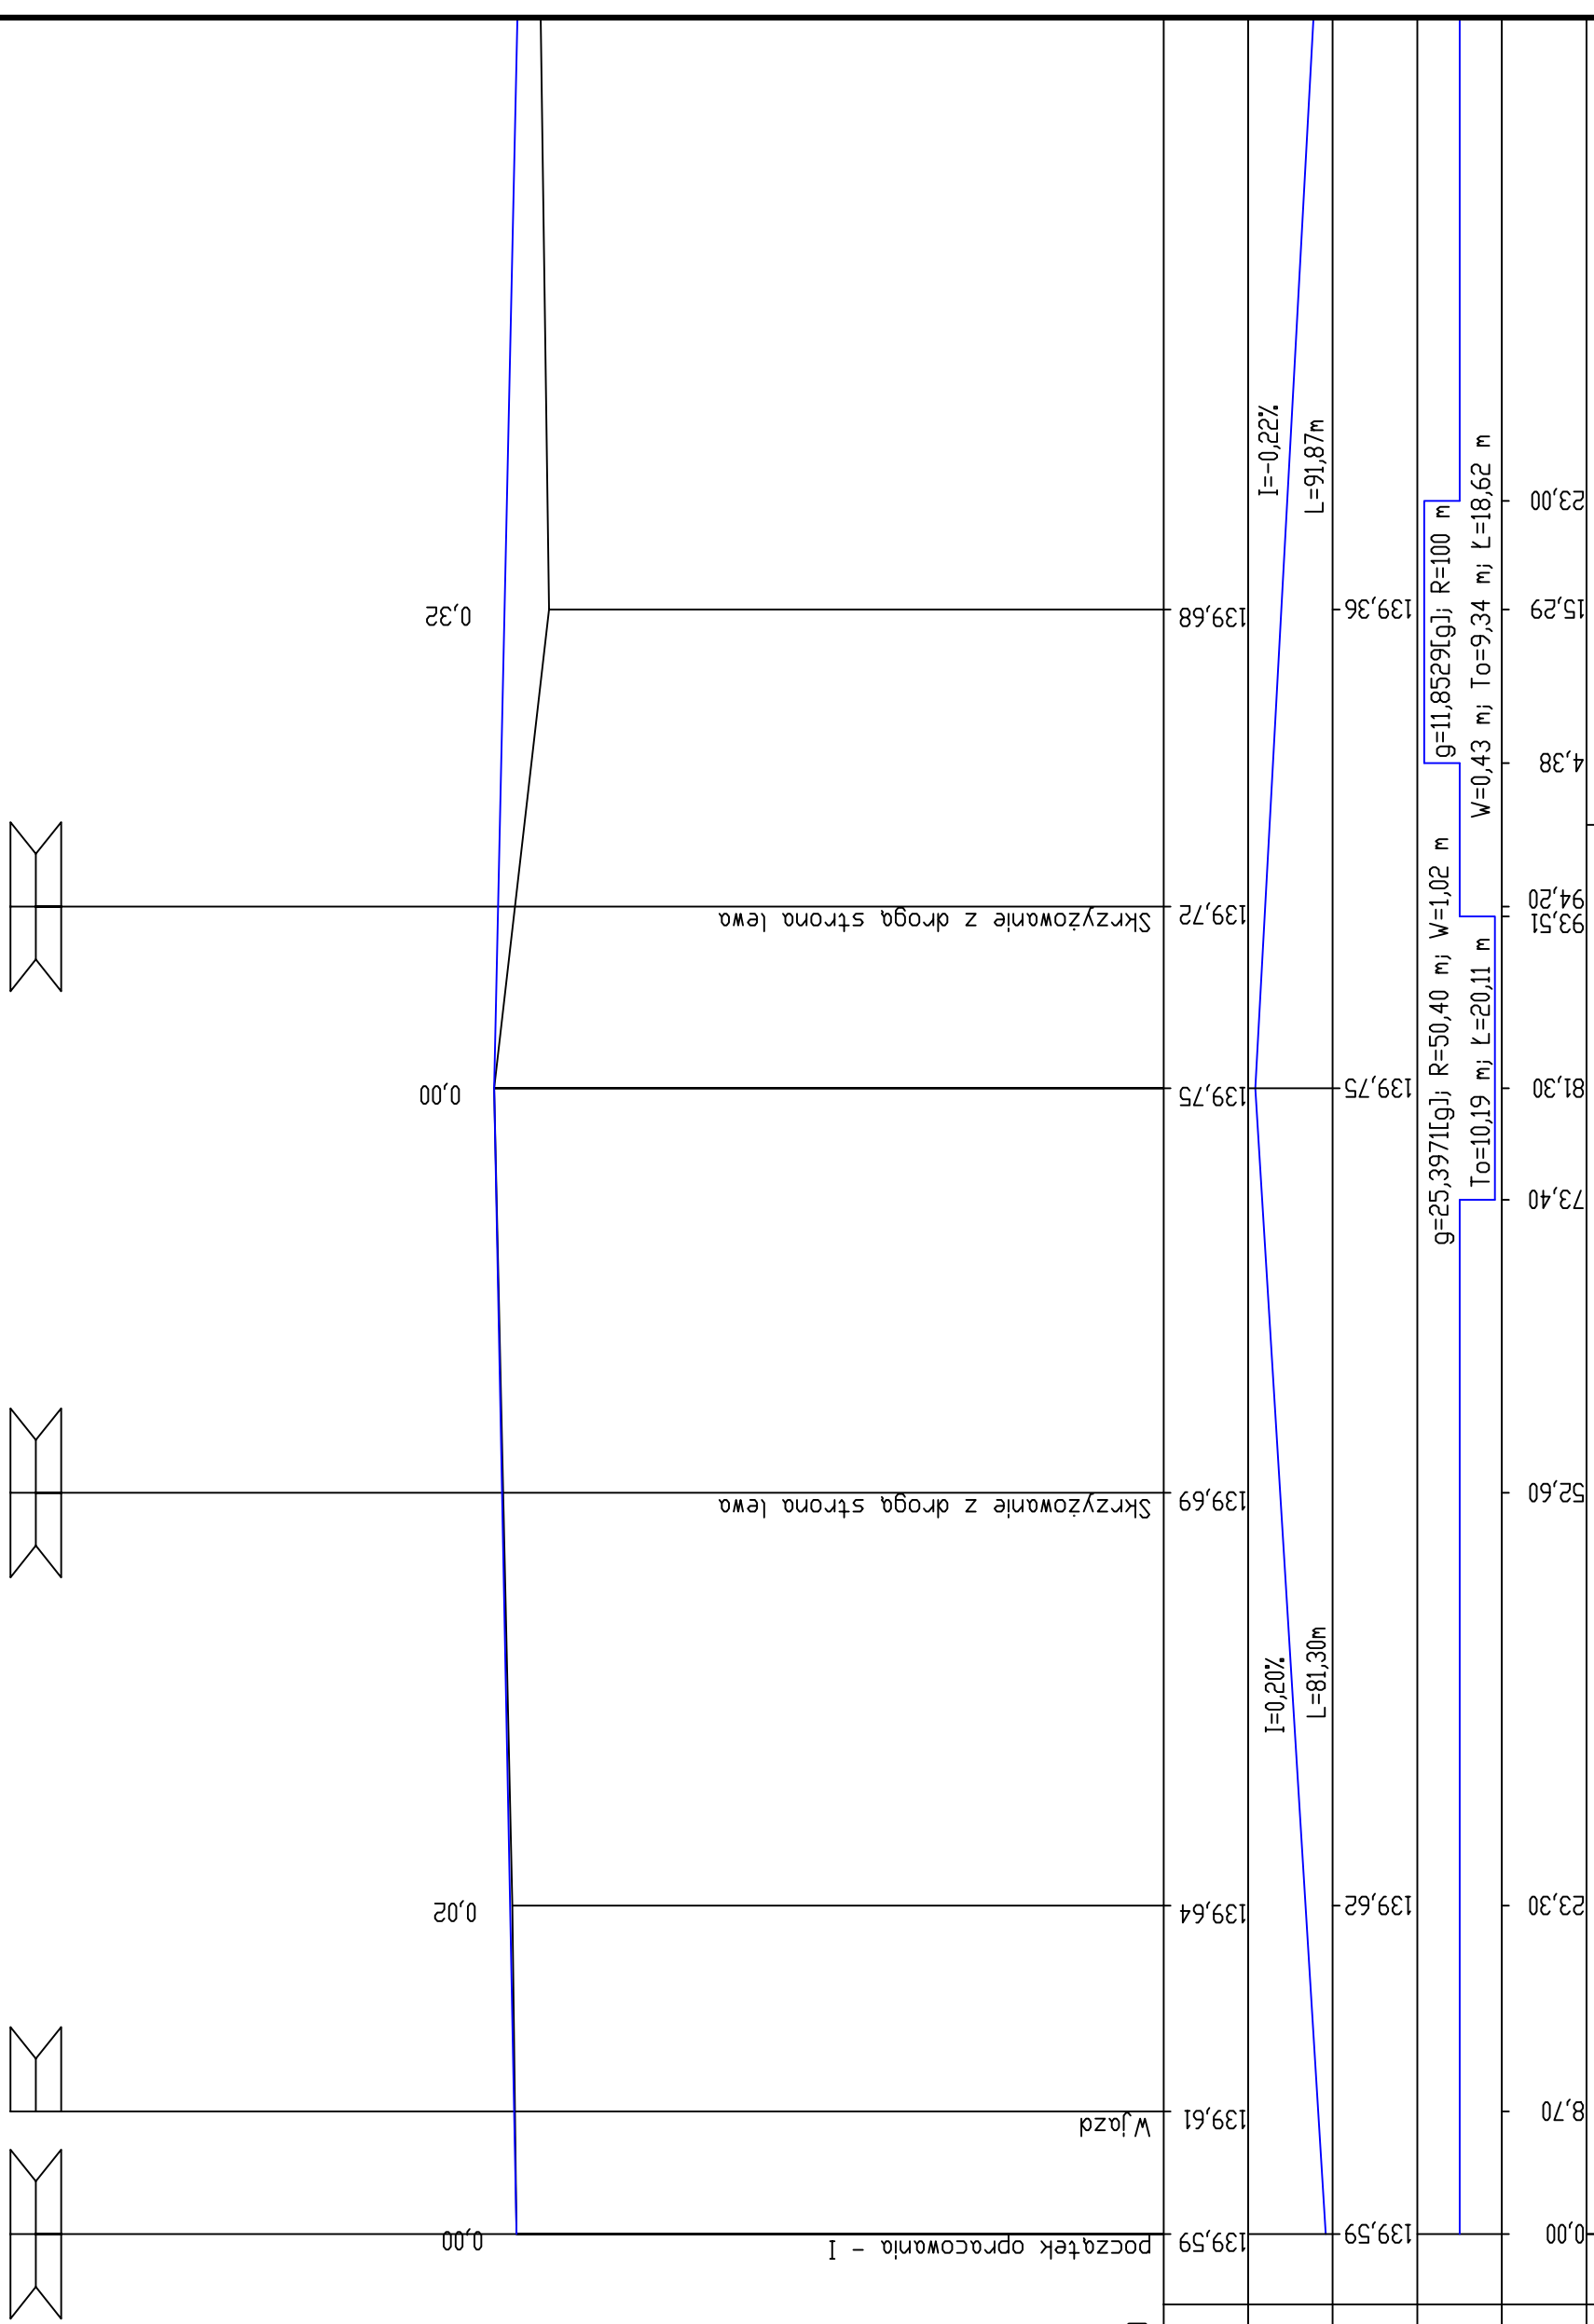 0,32
0,00
0,02
0,00
Skrzyżowanie z drogą strona lewa
Skrzyżowanie z drogą strona lewa
Wjazd
początek opracowania - I
139,68
139,72
139,75
139,69
139,64
139,61
139,59
I=-0,22%
L=91,87m
I=0,20%
L=81,30m
139,36
139,75
139,62
139,59
g=11,8529[g]; R=100 m
W=0,43 m; To=9,34 m; Ł=18,62 m
g=25,3971[g]; R=50,40 m; W=1,02 m
To=10,19 m; Ł=20,11 m
23,00
15,29
4,38
94,20
93,51
81,30
73,40
52,60
23,30
8,70
0,00